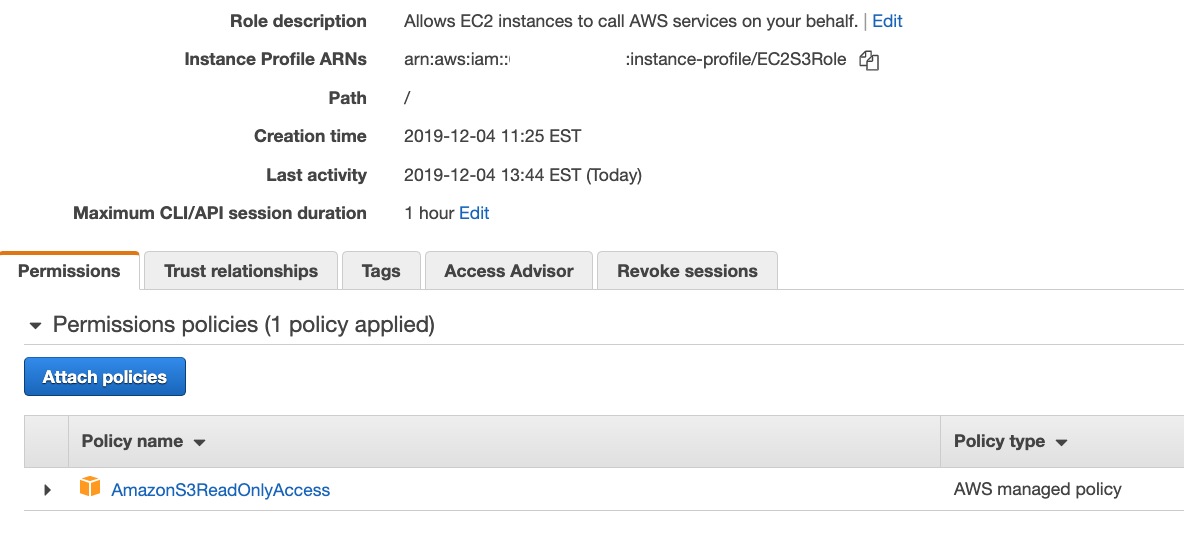 Role description Allows EC2 instances to call AWS services on your behalf. | Edit
Instance Profile ARNs arn:aws:iam:: :instance-profile/EC2S3Role
Path /
Creation time 2019-12-04 11:25 EST
Last activity 2019-12-04 13:44 EST (Today)
Maximum CLI/API session duration 1 hour Edit
Permissions Trust relationships Tags Access Advisor Revoke sessions
Permissions policies (1 policy applied)
Attach policies
Policy name Policy type
AmazonS3ReadOnlyAccess AWS managed policy